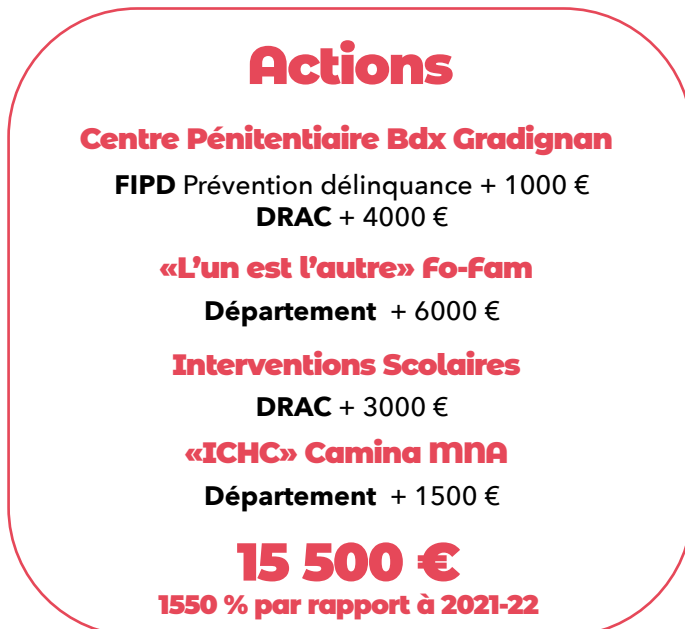 Actions
Centre Pénitentiaire Bdx Gradignan
FIPD Prévention délinquance + 1000 €
DRAC + 4000 €
«L'un est l'autre» Fo-Fam
Département + 6000 €
Interventions Scolaires
DRAC + 3000 €
«ICHC» Camina MNA
Département + 1500 €
15 500 €
1550 % par rapport à 2021-22